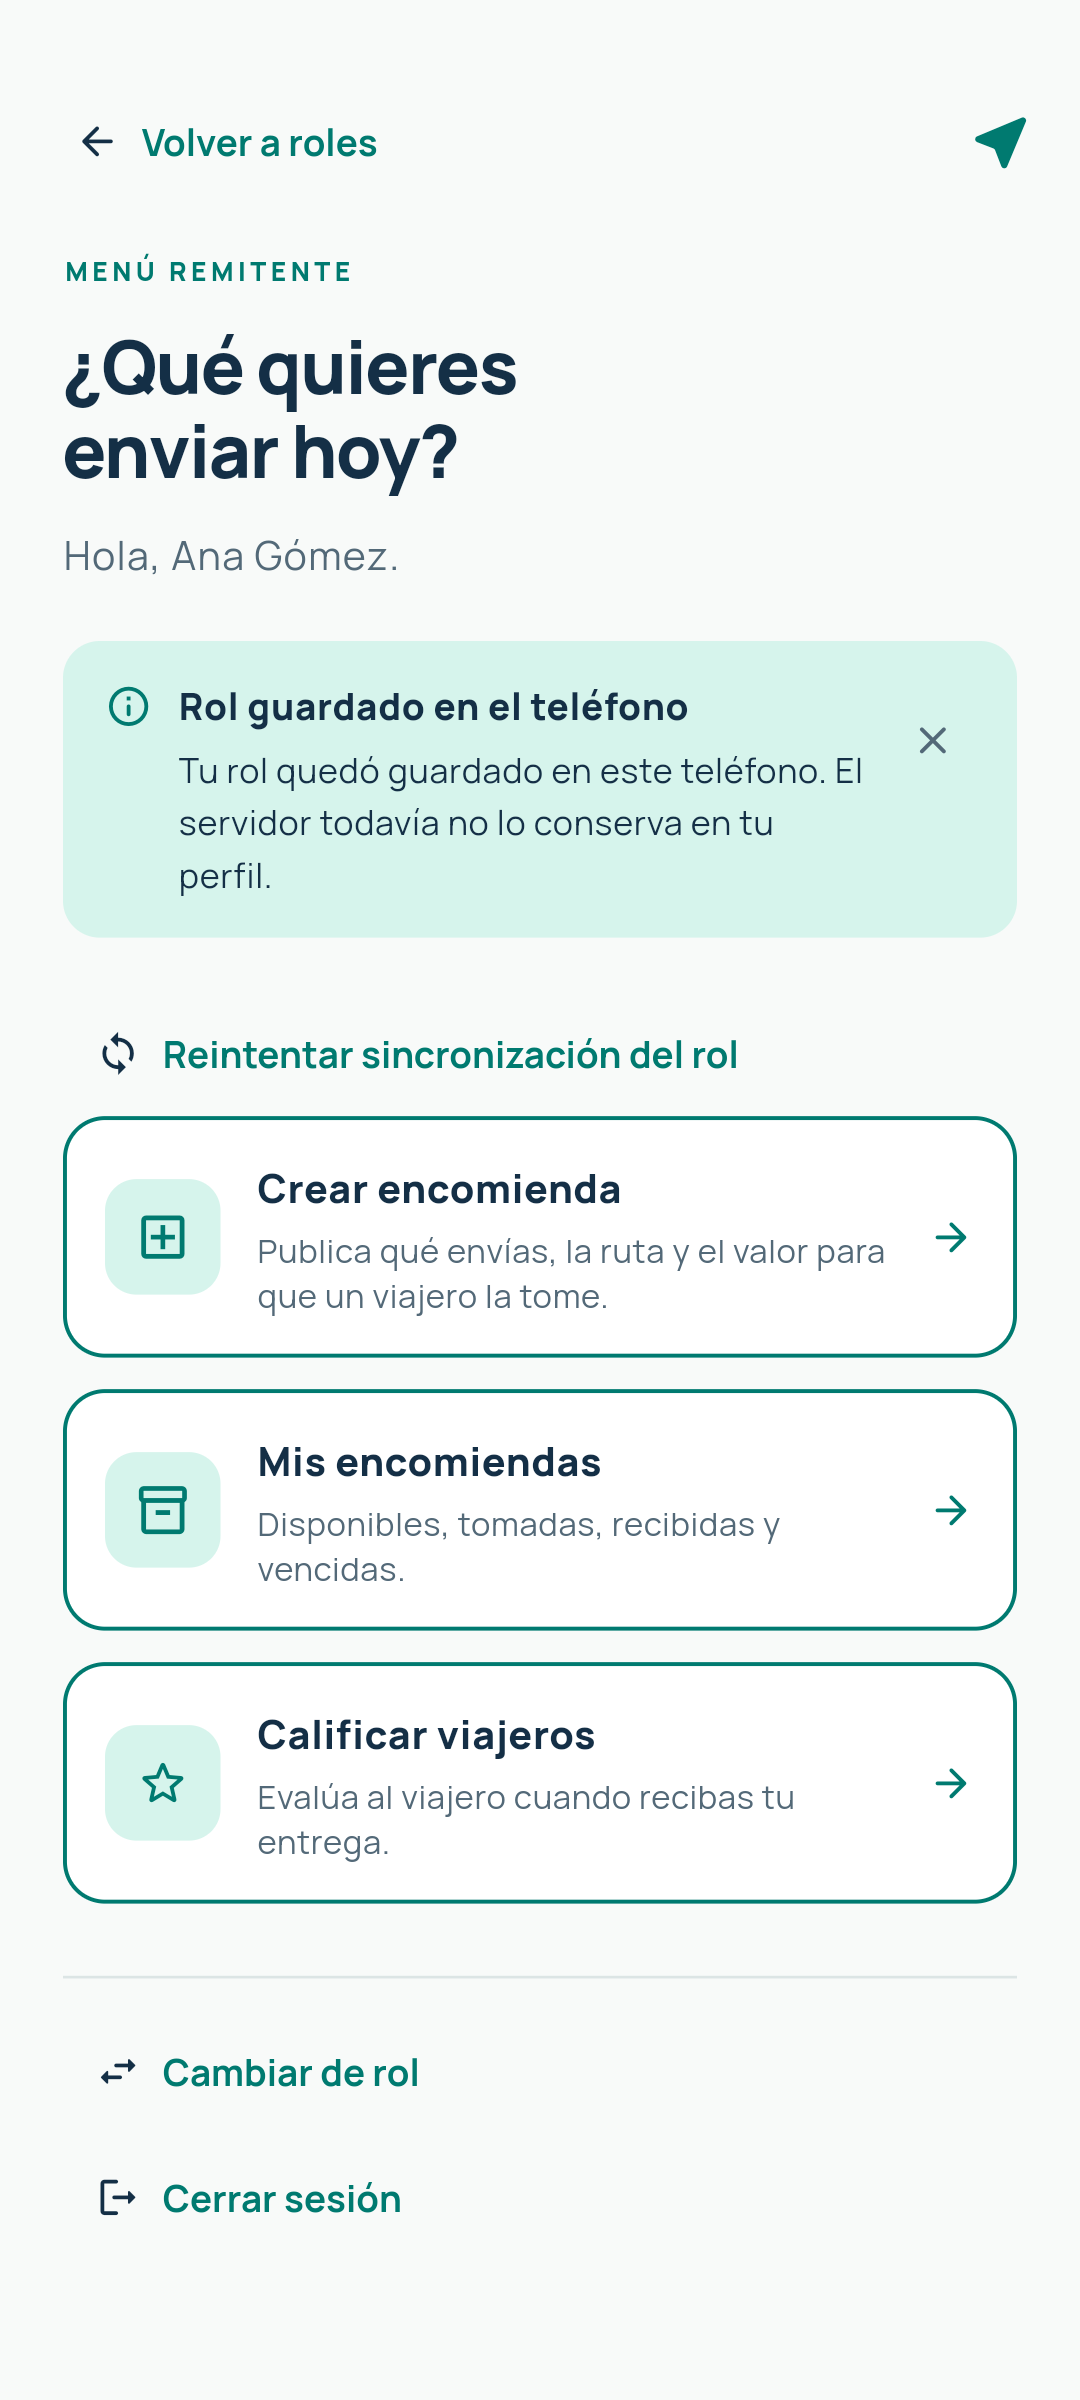 Volver a roles
MENÚ REMITENTE
¿Qué quieres
enviar hoy?
Hola, Ana Gómez.
Rol guardado en el teléfono
Tu rol quedó guardado en este teléfono. El
servidor todavía no lo conserva en tu
perfil.
Reintentar sincronización del rol
Crear encomienda
Publica qué envías, la ruta y el valor para
que un viajero la tome.
Mis encomiendas
Disponibles, tomadas, recibidas y
vencidas.
Calificar viajeros
Evalúa al viajero cuando recibas tu
entrega.
Cambiar de rol
Cerrar sesión